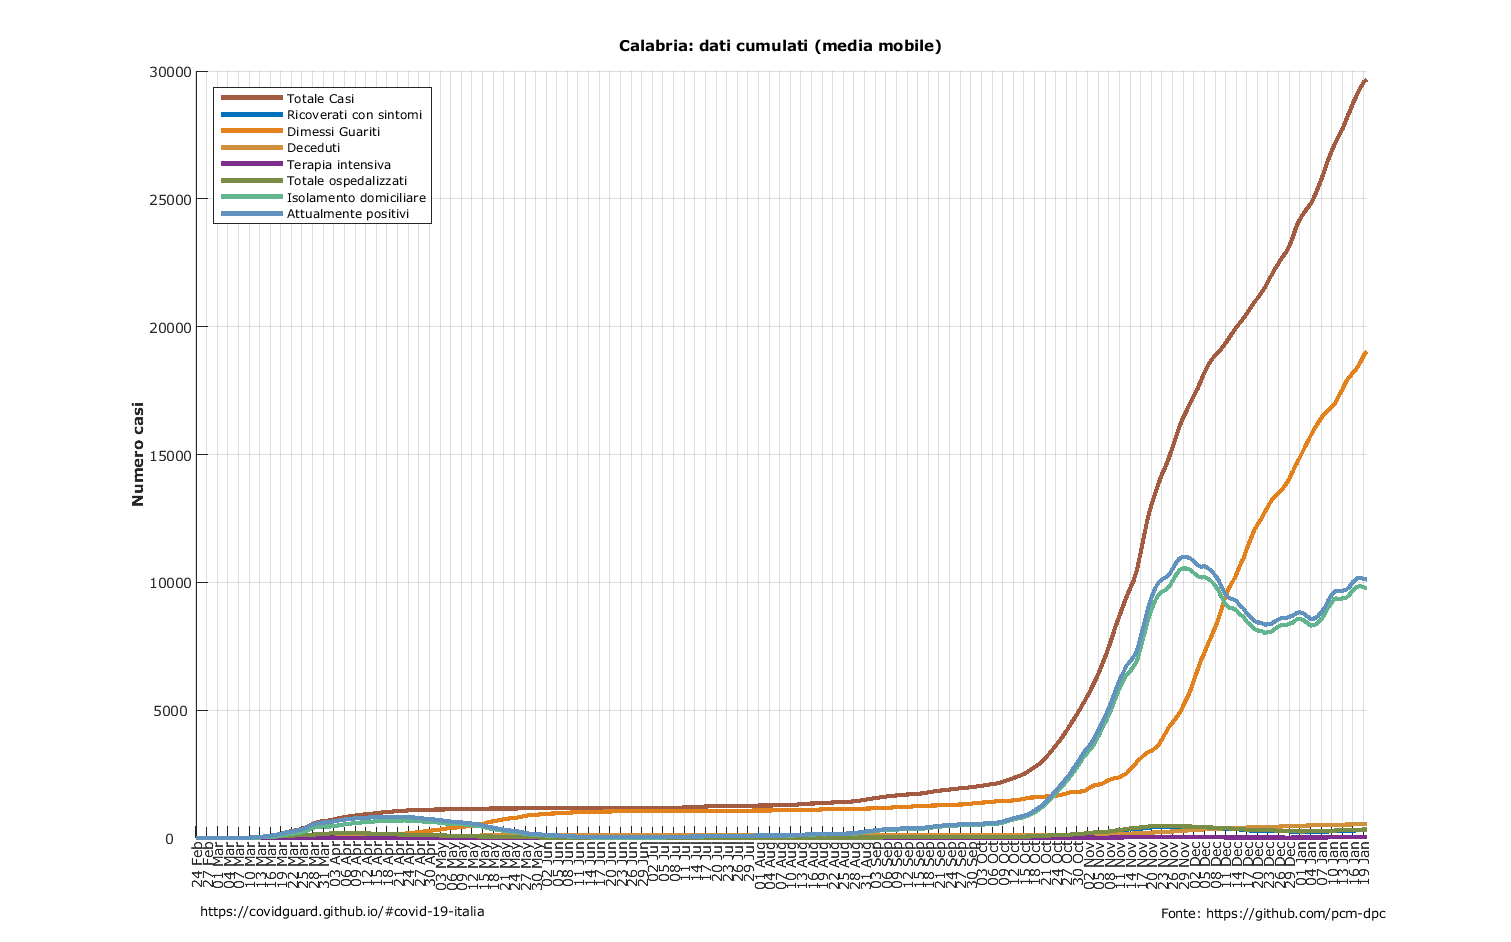 Calabria: dati cumulati (media mobile)
30000
25000
20000
15000
10000
5000
0
Numero casi
Totale Casi
Ricoverati con sintomi
Dimessi Guariti
Deceduti
Terapia intensiva
Totale ospedalizzati
Isolamento domiciliare
Attualmente positivi
24 Feb
27 Feb
01 Mar
04 Mar
07 Mar
10 Mar
13 Mar
16 Mar
19 Mar
22 Mar
25 Mar
28 Mar
31 Mar
03 Apr
06 Apr
09 Apr
12 Apr
15 Apr
18 Apr
21 Apr
24 Apr
27 Apr
30 Apr
03 May
06 May
09 May
12 May
15 May
18 May
21 May
24 May
27 May
30 May
02 Jun
05 Jun
08 Jun
11 Jun
14 Jun
17 Jun
20 Jun
23 Jun
26 Jun
29 Jun
02 Jul
05 Jul
08 Jul
11 Jul
14 Jul
17 Jul
20 Jul
23 Jul
26 Jul
29 Jul
01 Aug
04 Aug
07 Aug
10 Aug
13 Aug
16 Aug
19 Aug
22 Aug
25 Aug
28 Aug
31 Aug
03 Sep
06 Sep
09 Sep
12 Sep
15 Sep
18 Sep
21 Sep
24 Sep
27 Sep
30 Sep
03 Oct
06 Oct
09 Oct
12 Oct
15 Oct
18 Oct
21 Oct
24 Oct
27 Oct
30 Oct
02 Nov
05 Nov
08 Nov
11 Nov
14 Nov
17 Nov
20 Nov
23 Nov
26 Nov
29 Nov
02 Dec
05 Dec
08 Dec
11 Dec
14 Dec
17 Dec
20 Dec
23 Dec
26 Dec
29 Dec
01 Jan
04 Jan
07 Jan
10 Jan
13 Jan
16 Jan
19 Jan
https://covidguard.github.io/#covid-19-italia
Fonte: https://github.com/pcm-dpc